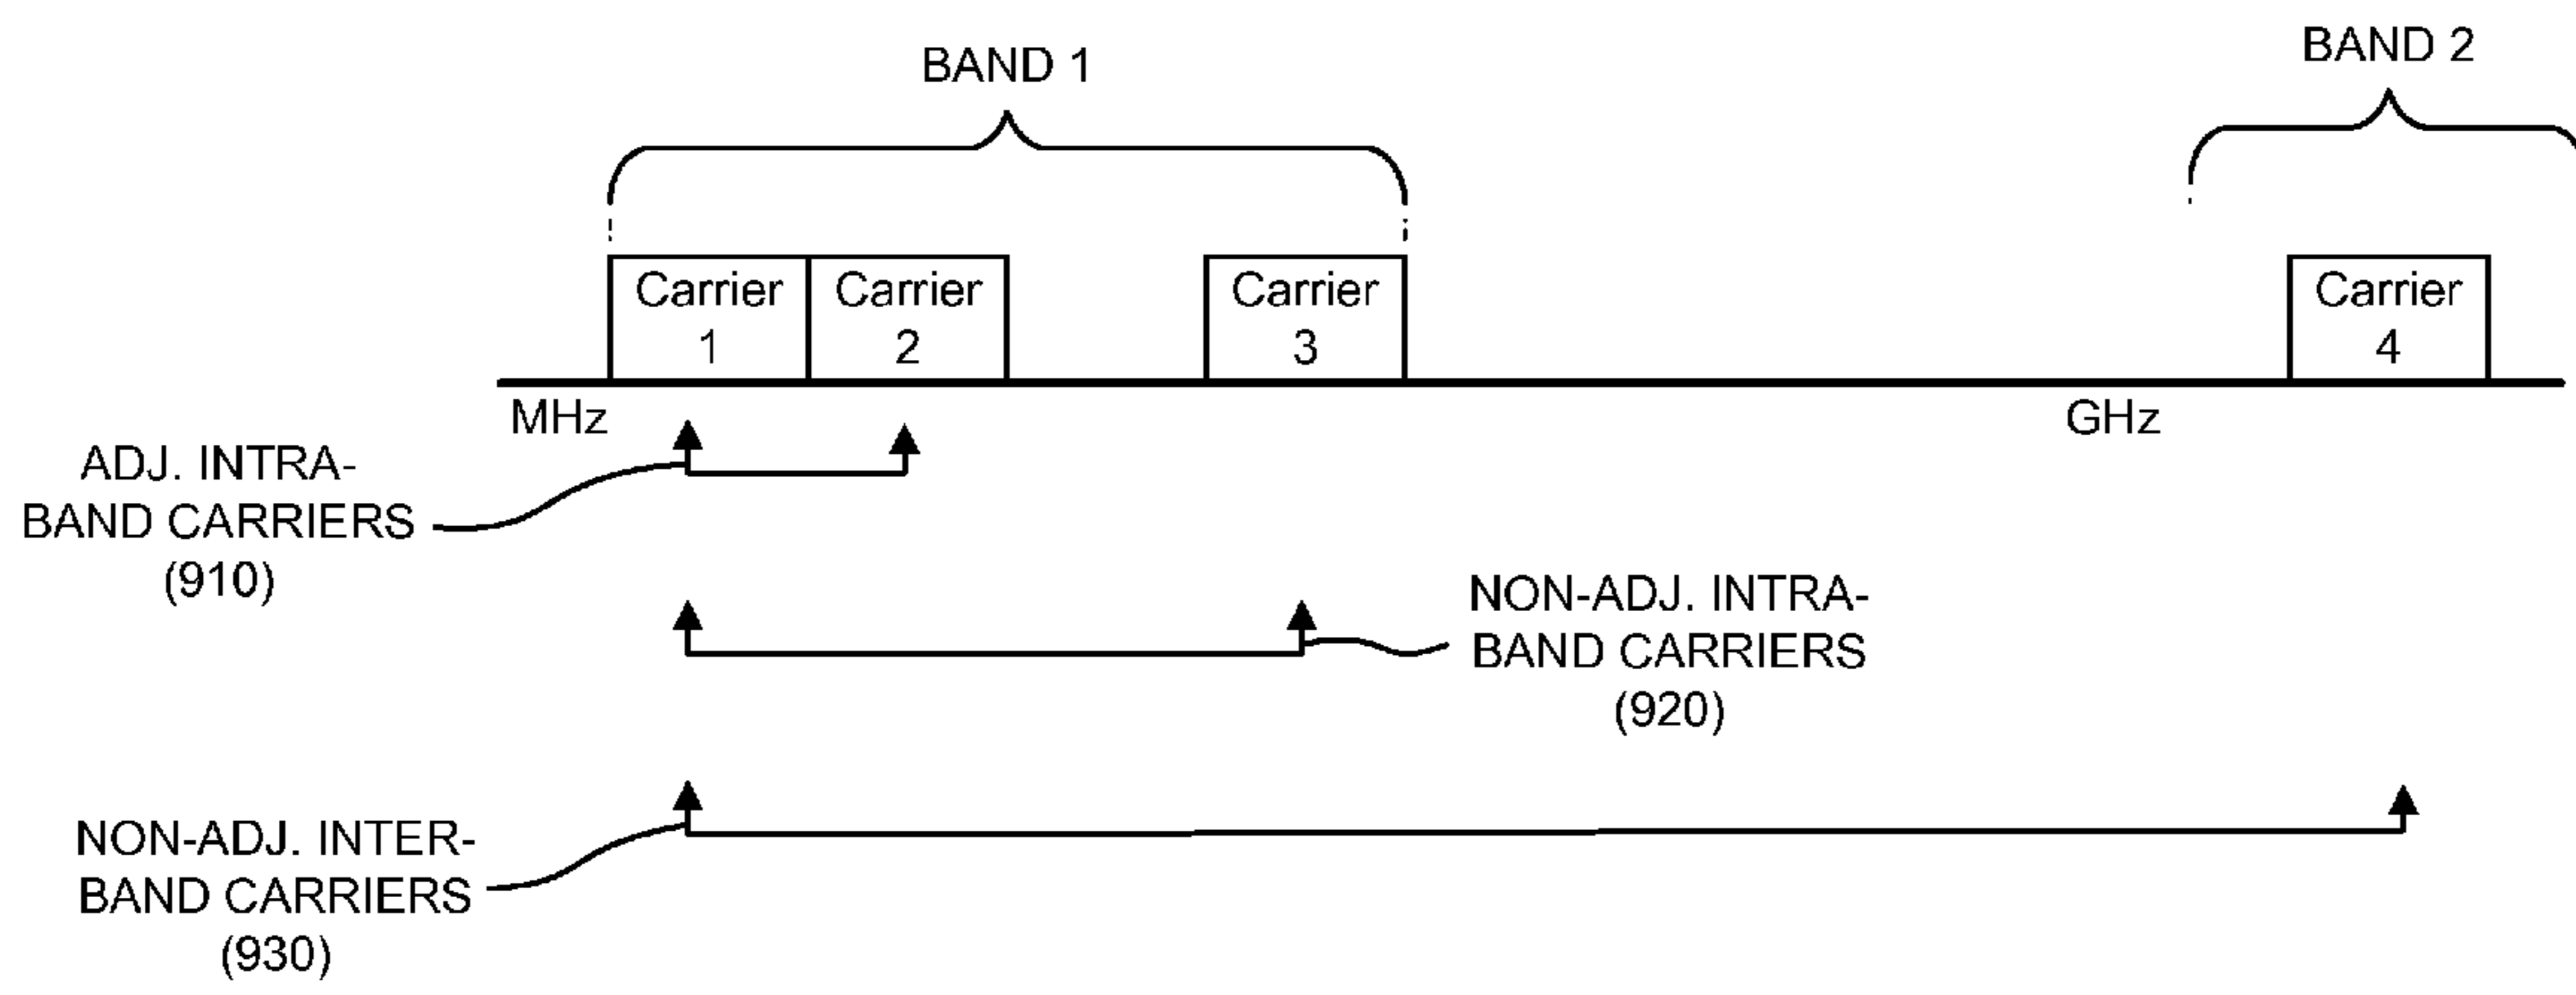 BAND 1
BAND 2
Carrier
1
Carrier
2
Carrier
3
Carrier
4
MHz
GHz
ADJ. INTRA-
BAND CARRIERS
(910)
NON-ADJ. INTRA-
BAND CARRIERS
(920)
NON-ADJ. INTER-
BAND CARRIERS
(930)